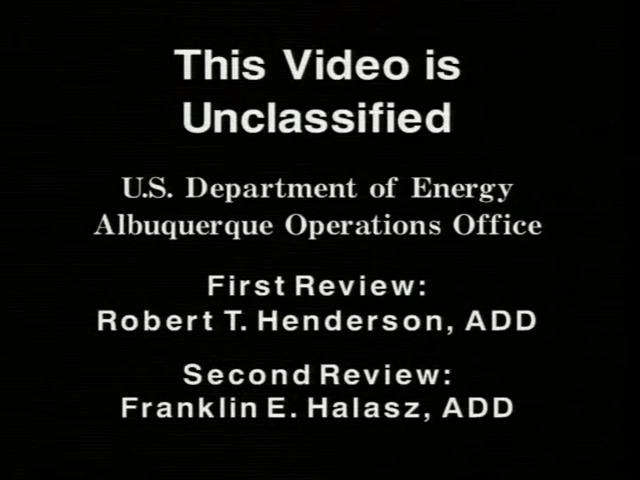 This Video is
Unclassified
U.S. Department of Energy
Albuquerque Operations Office
First Review:
Robert T. Henderson, ADD
Second Review:
Franklin E. Halasz, ADD